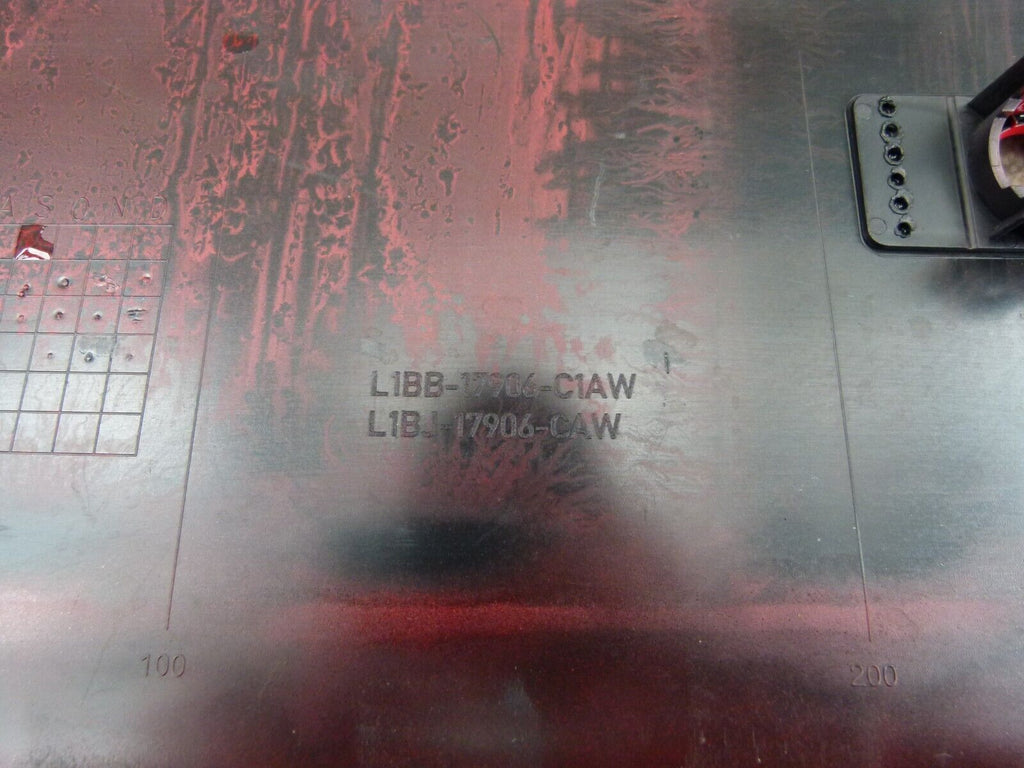 A S O N D
L1BB-17906-C1AW
L1BJ-17906-CAW
100
200